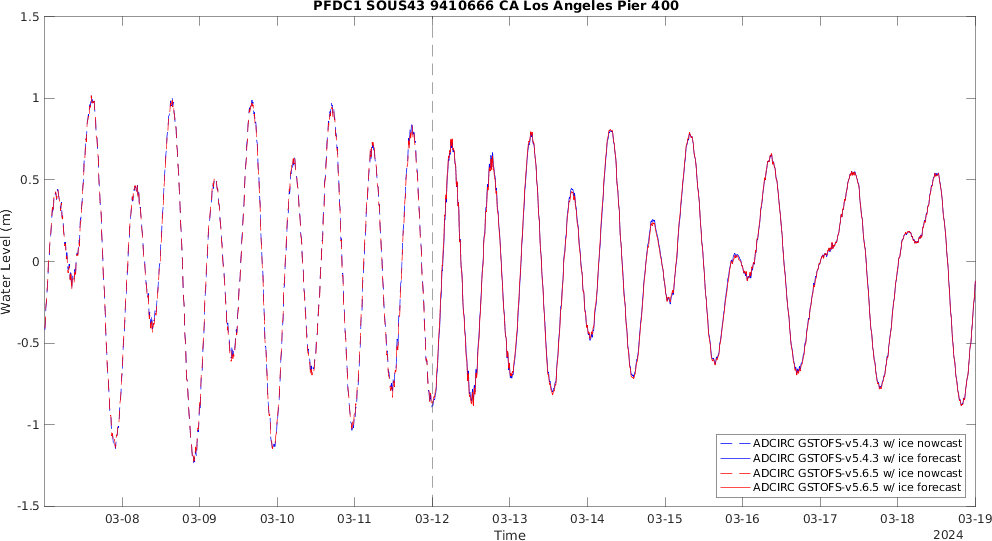 PFDC1 SOUS43 9410666 CA Los Angeles Pier 400
1.5
1
0.5
0
-0.5
-1
-1.5
Water Level (m)
03-08 03-09 03-10 03-11 03-12 03-13 03-14 03-15 03-16 03-17 03-18 03-19
Time
2024
ADCIRC GSTOFS-v5.4.3 w/ ice nowcast
ADCIRC GSTOFS-v5.4.3 w/ ice forecast
ADCIRC GSTOFS-v5.6.5 w/ ice nowcast
ADCIRC GSTOFS-v5.6.5 w/ ice forecast